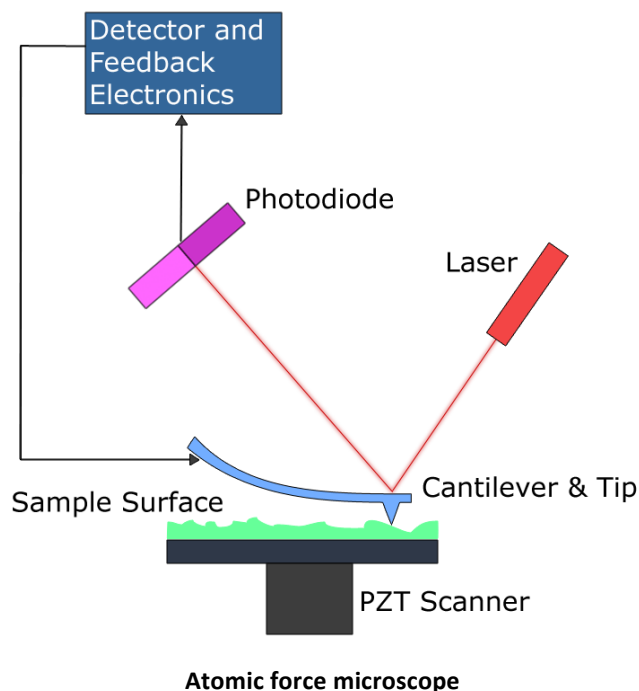 Detector and
Feedback
Electronics
Photodiode
Laser
Cantilever & Tip
Sample Surface
PZT Scanner
Atomic force microscope